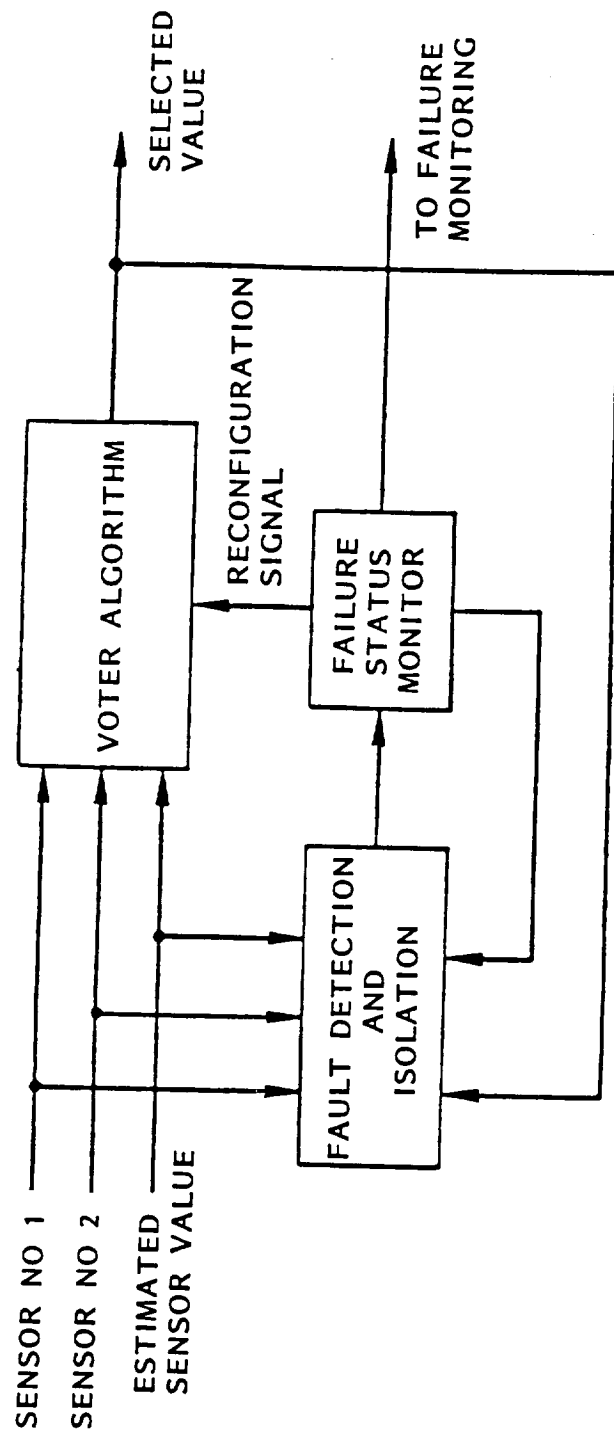 SENSOR NO 1
SENSOR NO 2
ESTIMATED
SENSOR VALUE
VOTER ALGORITHM
SELECTED
VALUE
RECONFIGURATION
SIGNAL
FAULT DETECTION
AND
ISOLATION
FAILURE
STATUS
MONITOR
TO FAILURE
MONITORING